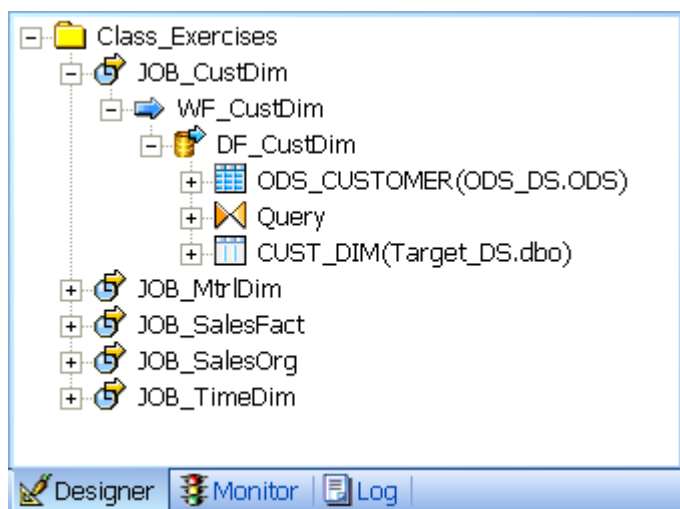 Class_Exercises
JOB_CustDim
WF_CustDim
DF_CustDim
ODS_CUSTOMER(ODS_DS.ODS)
Query
CUST_DIM(Target_DS.dbo)
JOB_MtrlDim
JOB_SalesFact
JOB_SalesOrg
JOB_TimeDim
Designer Monitor Log